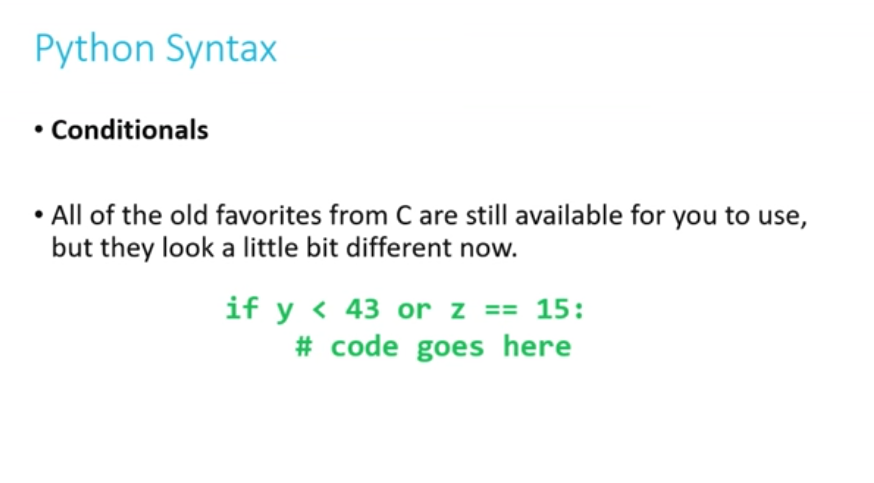 Python Syntax
• Conditionals
• All of the old favorites from C are still available for you to use,
but they look a little bit different now.
if y < 43 or z == 15:
    # code goes here